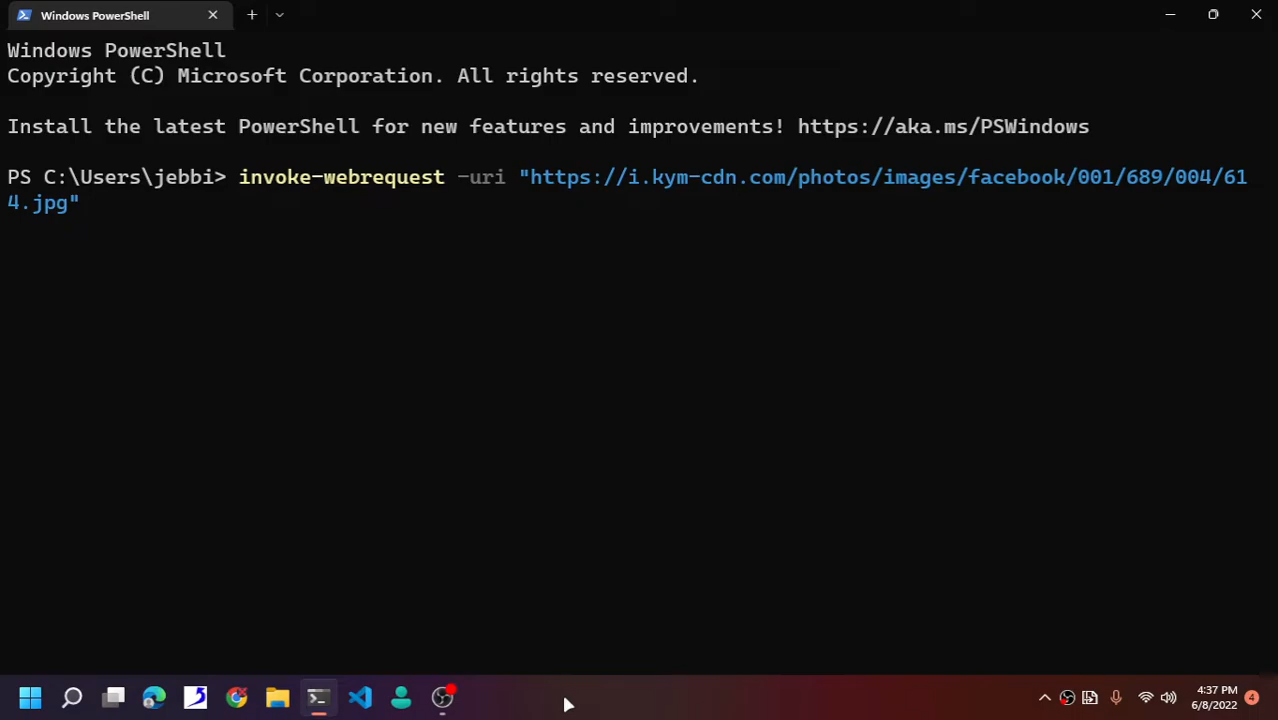 Windows PowerShell
Windows PowerShell
Copyright (C) Microsoft Corporation. All rights reserved.
Install the latest PowerShell for new features and improvements! https://aka.ms/PSWindows
PS C:\Users\jebbi> invoke-webrequest -uri "https://i.kym-cdn.com/photos/images/facebook/001/689/004/61
4.jpg"
4:37 PM
6/8/2022
4